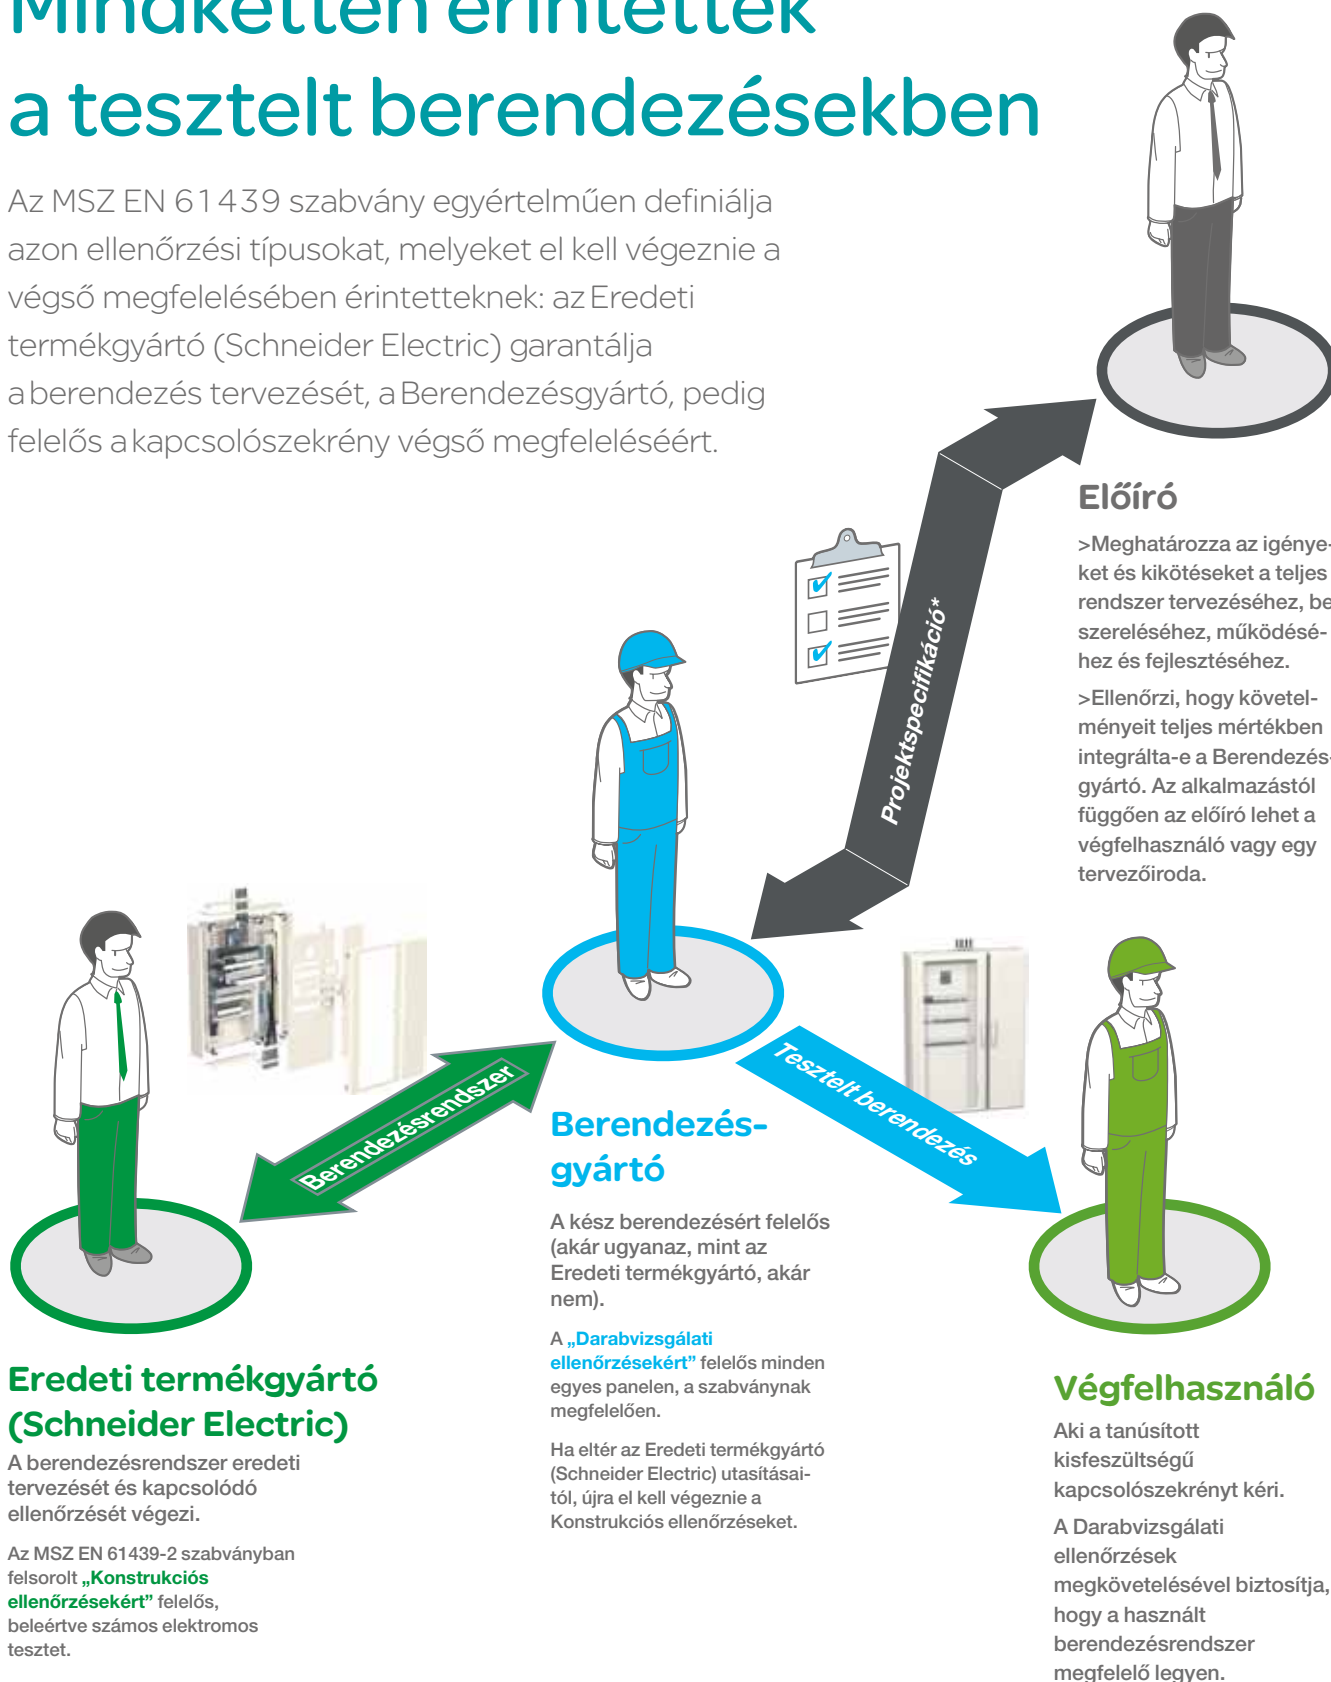 Mindketten érintettek
a tesztelt berendezésekben
Az MSZ EN 61439 szabvány egyértelműen definiálja
azon ellenőrzési típusokat, melyeket el kell végeznie a
végső megfelelésében érintetteknek: az Eredeti
termékgyártó (Schneider Electric) garantálja
a berendezés tervezését, a Berendezésgyártó, pedig
felelős a kapcsolószekrény végső megfeleléséért.
Előíró
>Meghatározza az igénye-
ket és kikötéseket a teljes
rendszer tervezéséhez, be
szereléséhez, működésé-
hez és fejlesztéséhez.
>Ellenőrzi, hogy követel-
ményeit teljes mértékben
integrálta-e a Berendezés-
gyártó. Az alkalmazástól
függően az előíró lehet a
végfelhasználó vagy egy
tervezőiroda.
Projektspecifikáció*
Berendezésrendszer
Tesztelt berendezés
Berendezés-
gyártó
A kész berendezésért felelős
(akár ugyanaz, mint az
Eredeti termékgyártó, akár
nem).
A „Darabvizsgálati
ellenőrzésekért” felelős minden
egyes panelen, a szabványnak
megfelelően.
Ha eltér az Eredeti termékgyártó
(Schneider Electric) utasításai-
tól, újra el kell végeznie a
Konstrukciós ellenőrzéseket.
Eredeti termékgyártó
(Schneider Electric)
A berendezésrendszer eredeti
tervezését és kapcsolódó
ellenőrzését végezi.
Az MSZ EN 61439-2 szabványban
felsorolt „Konstrukciós
ellenőrzésekért” felelős,
beleértve számos elektromos
tesztet.
Végfelhasználó
Aki a tanúsított
kisfeszültségű
kapcsolószekrényt kéri.
A Darabvizsgálati
ellenőrzések
megkövetelésével biztosítja,
hogy a használt
berendezésrendszer
megfelelő legyen.